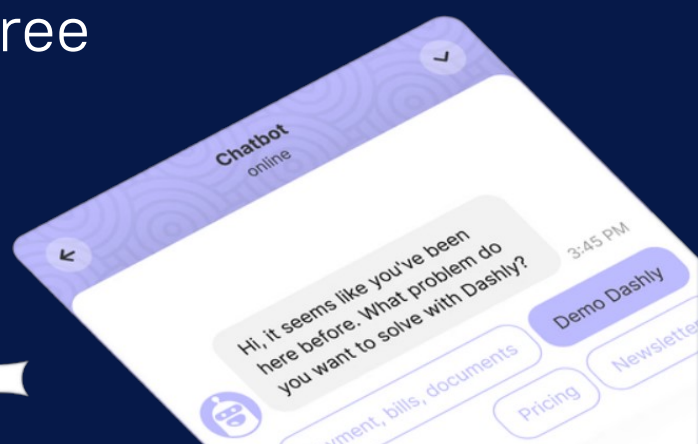 ree
Chatbot
online
Hi, it seems like you've been
here before. What problem do
you want to solve with Dashly?
3:45 PM
Demo Dashly
yment, bills, documents
Pricing
Newslette